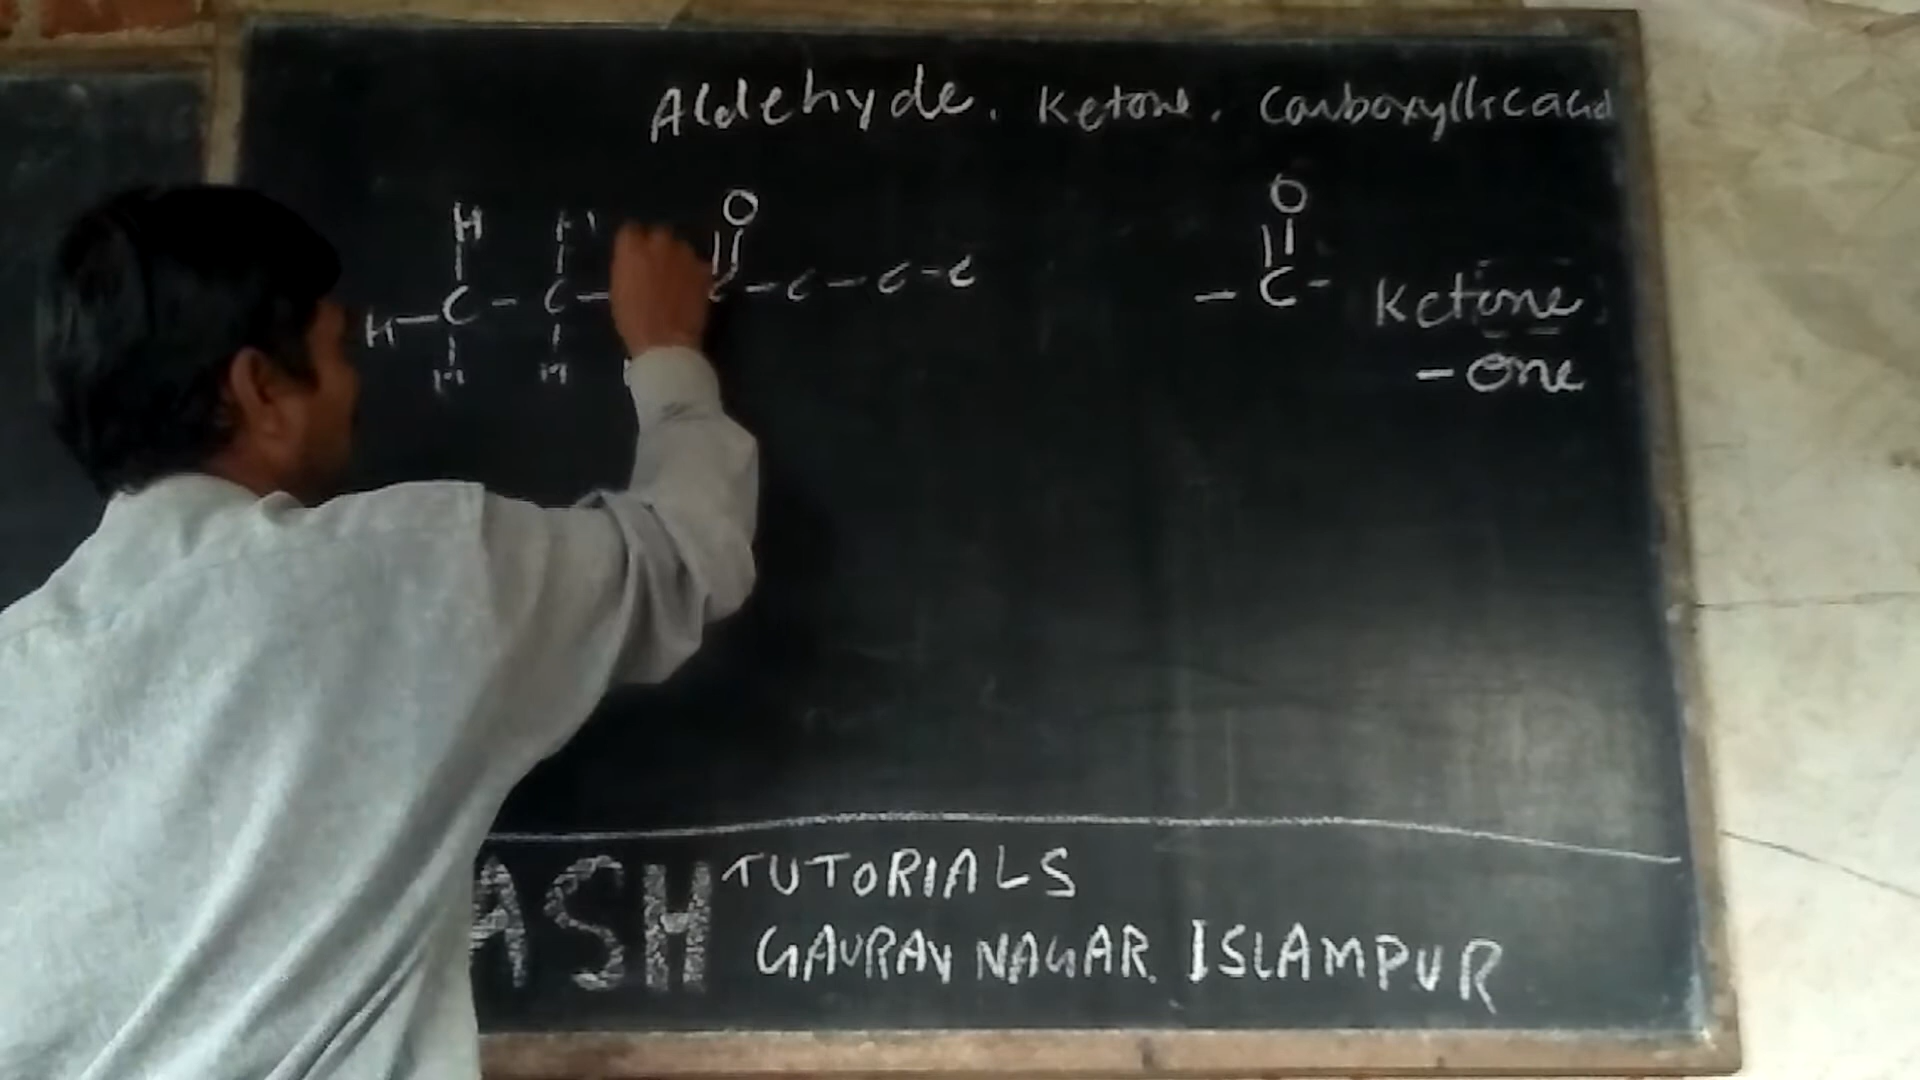 Aldehyde. Ketone. Carboxyllic acid
H H O
H-C-C- C-C-C-C
H H
O
-C- Ketone
-One
ASH TUTORIALS
GAURAV NAGAR. ISLAMPUR